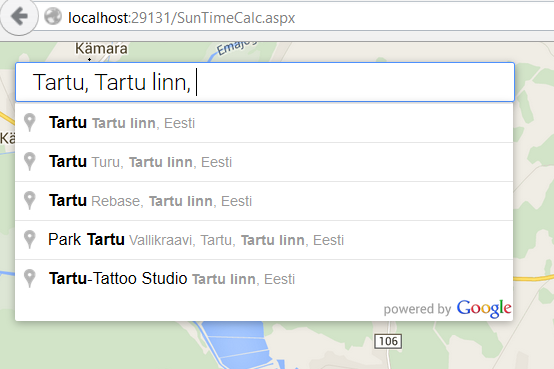 localhost:29131/SunTimeCalc.aspx
Kämara
Emajõg
Tartu, Tartu linn,
Kä
Tartu Tartu linn, Eesti
Tartu Turu, Tartu linn, Eesti
Tartu Rebase, Tartu linn, Eesti
Park Tartu Vallikraavi, Tartu, Tartu linn, Eesti
Tartu-Tattoo Studio Tartu linn, Eesti
powered by Google
106